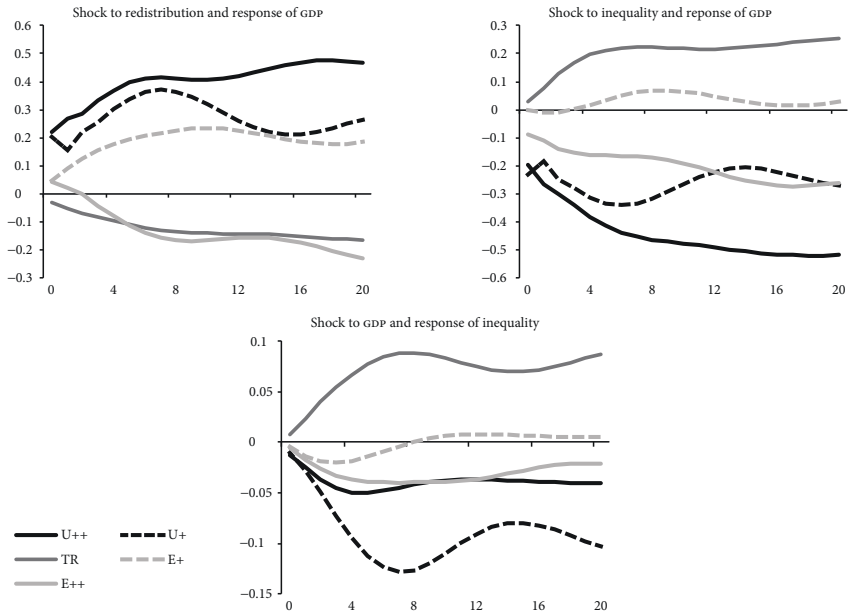 Shock to redistribution and response of GDP
0.6
0.5
0.4
0.3
0.2
0.1
0
−0.1
−0.2
−0.3
0 4 8 12 16 20
Shock to inequality and reponse of GDP
0.3
0.2
0.1
0
−0.1
−0.2
−0.3
−0.4
−0.5
−0.6
0 4 8 12 16 20
Shock to GDP and response of inequality
0.1
0.05
0
−0.05
−0.1
−0.15
0 4 8 12 16 20
U++ U+
TR E+
E++